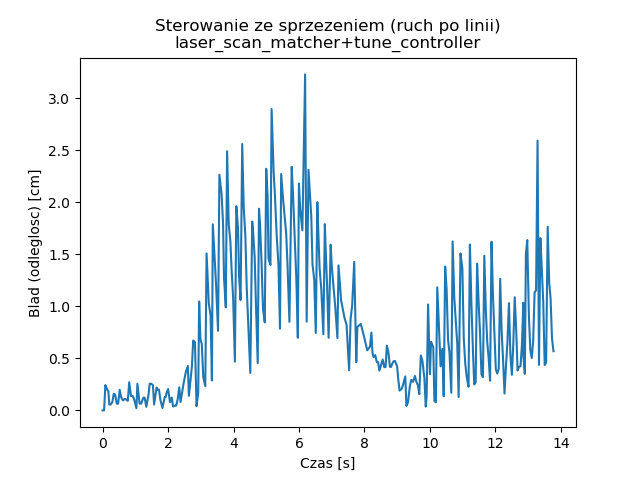 Sterowanie ze sprzezeniem (ruch po linii)
laser_scan_matcher+tune_controller
3.0
2.5
2.0
1.5
1.0
0.5
0.0
Blad (odleglosc) [cm]
0 2 4 6 8 10 12 14
Czas [s]